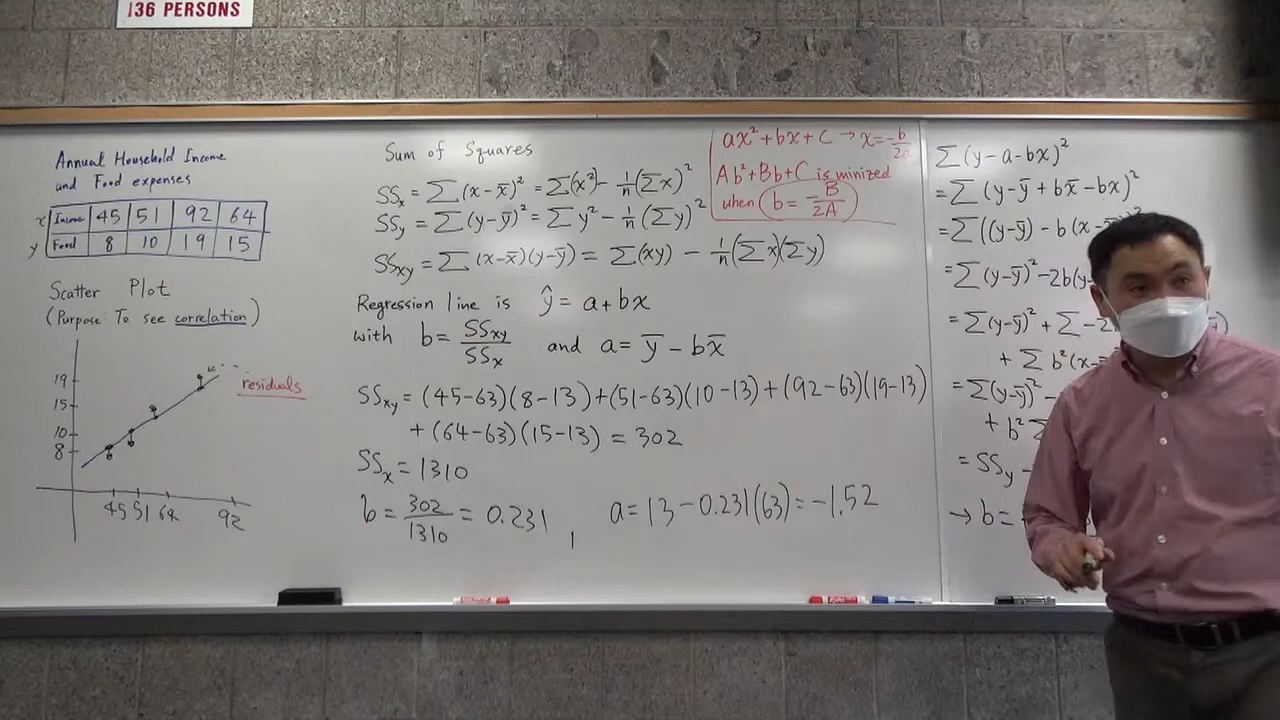 136 PERSONS
Annual Household Income
and Food expenses
x Income 45 51 92 64
y Food 8 10 19 15
Scatter Plot
(Purpose: To see correlation)
19
15
10
8
45 51 64 92
residuals
Sum of Squares
SSx = ∑(x-x̄)² = ∑(x²) - 1/n(∑x)²
SSy = ∑(y-ȳ)² = ∑y² - 1/n(∑y)²
SSxy = ∑(x-x̄)(y-ȳ) = ∑(xy) - 1/n(∑x)(∑y)
Regression line is ŷ = a+bx
with b = SSxy/SSx and a = ȳ - bx̄
SSxy = (45-63)(8-13)+(51-63)(10-13)+(92-63)(19-13)
+(64-63)(15-13) = 302
SSx = 1310
b = 302/1310 = 0.231, a = 13 - 0.231(63) = -1.52
ax²+bx+C → x = -b/2a
Ab²+Bb+C is minized
when b = -B/2A
∑(y-a-bx)²
= ∑(y-ȳ+bx̄-bx)²
= ∑((y-ȳ)-b(x-
= ∑(y-ȳ)²-2b(y-
= ∑(y-ȳ)²+∑-2
+ ∑b²(x-
= ∑(y-ȳ)²-
+ b²∑
= SSy -
→ b =